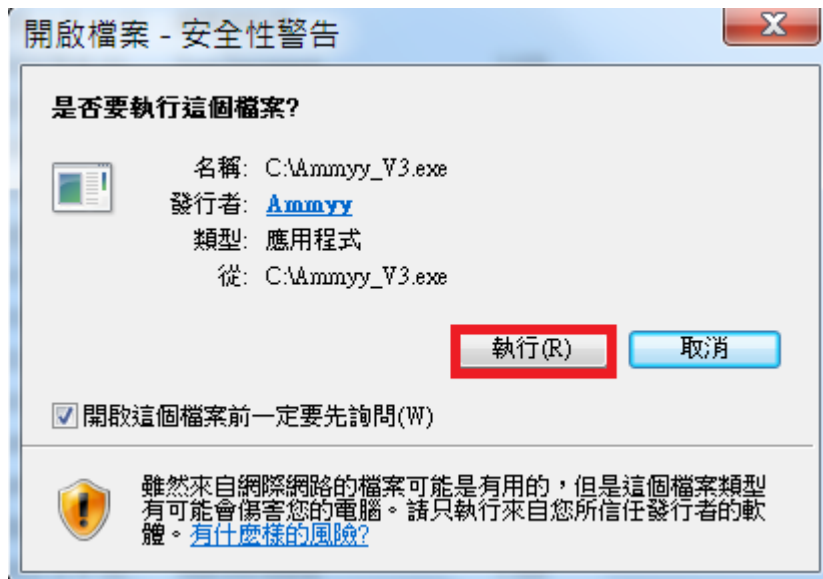 開啟檔案 - 安全性警告
是否要執行這個檔案?
名稱: C:\Ammyy_V3.exe
發行者: Ammyy
類型: 應用程式
從: C:\Ammyy_V3.exe
執行(R) 取消
開啟這個檔案前一定要先詢問(W)
雖然來自網際網路的檔案可能是有用的，但是這個檔案類型
有可能會傷害您的電腦。請只執行來自您所信任發行者的軟
體。有什麼樣的風險?